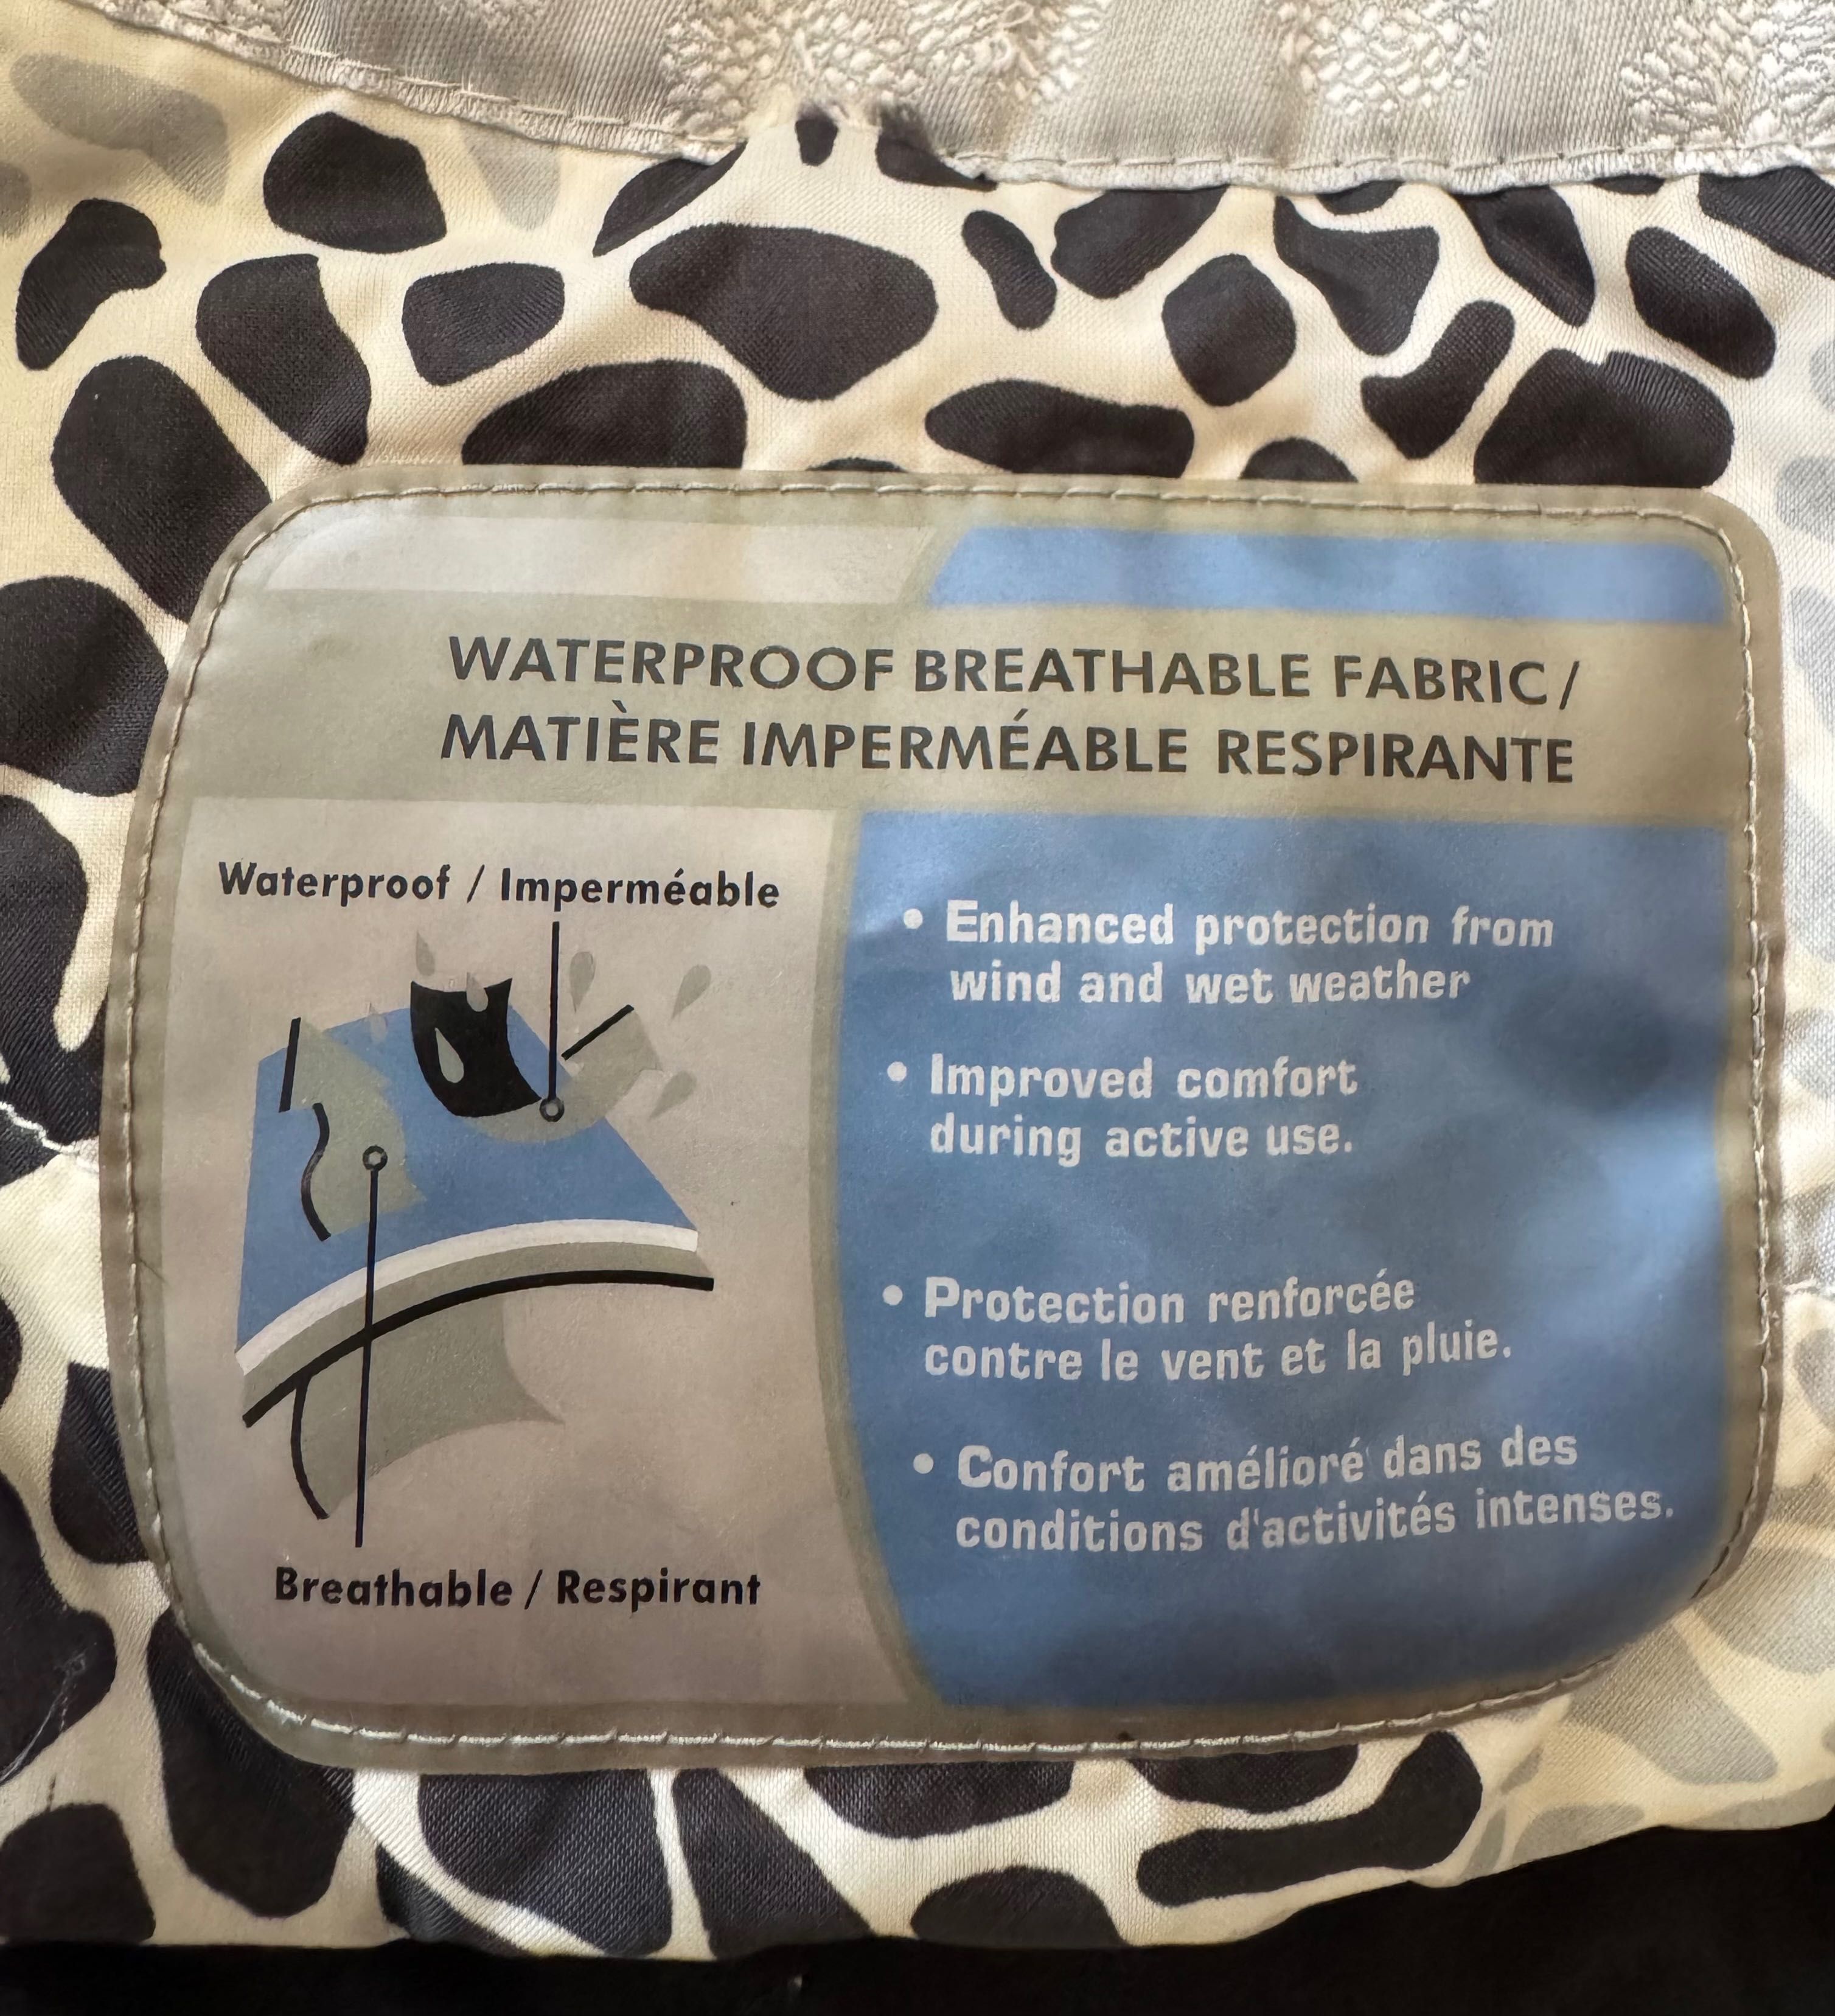 WATERPROOF BREATHABLE FABRIC /
MATIÈRE IMPERMÉABLE RESPIRANTE
Waterproof / Imperméable
Breathable / Respirant
• Enhanced protection from
wind and wet weather
• Improved comfort
during active use.
• Protection renforcée
contre le vent et la pluie.
• Confort amélioré dans des
conditions d'activités intenses.